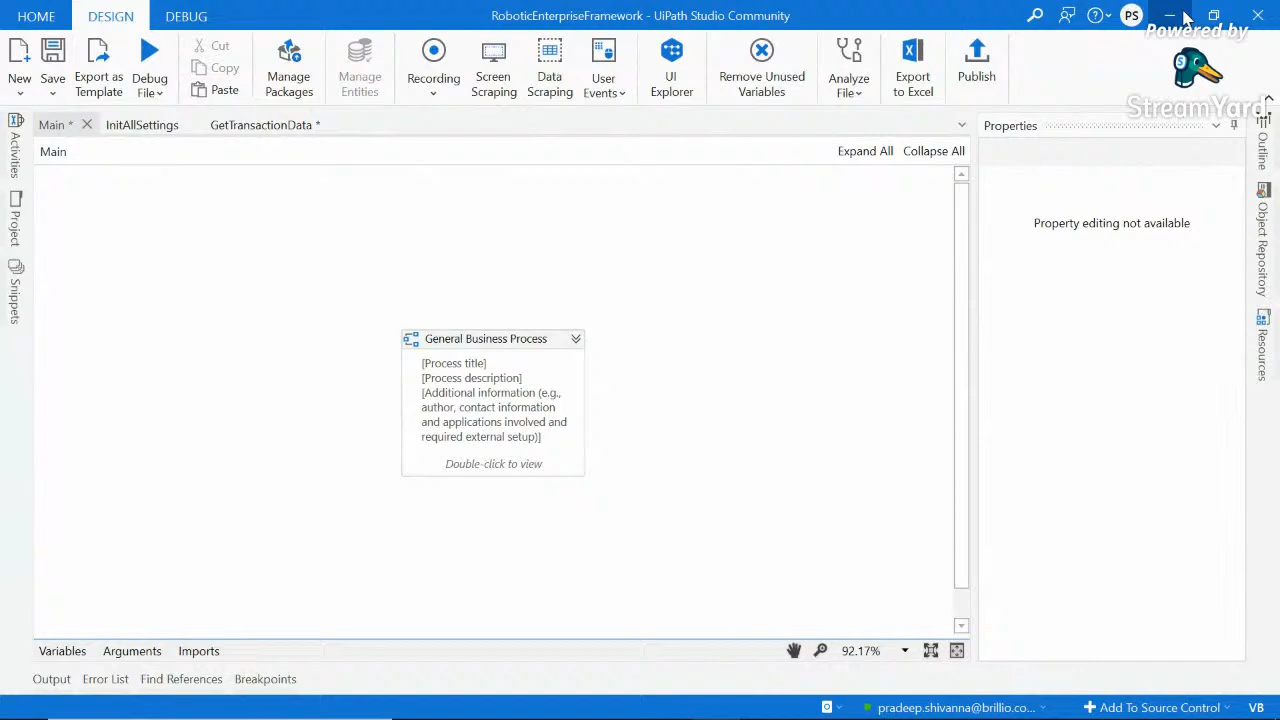 HOME DESIGN DEBUG
RoboticEnterpriseFramework - UiPath Studio Community
PS
Powered by
StreamYard
New
Save
Export as
Template
Debug
File
Cut
Copy
Paste
Manage
Packages
Manage
Entities
Recording
Screen
Scraping
Data
Scraping
User
Events
UI
Explorer
Remove Unused
Variables
Analyze
File
Export
to Excel
Publish
Main *
InitAllSettings
GetTransactionData *
Properties
Main
Expand All Collapse All
Activities
Project
Snippets
Property editing not available
Outline
Object Repository
Resources
General Business Process
[Process title]
[Process description]
[Additional information (e.g.,
author, contact information
and applications involved and
required external setup)]
Double-click to view
Variables Arguments Imports
92.17%
Output Error List Find References Breakpoints
pradeep.shivanna@brillio.co...
Add To Source Control
VB